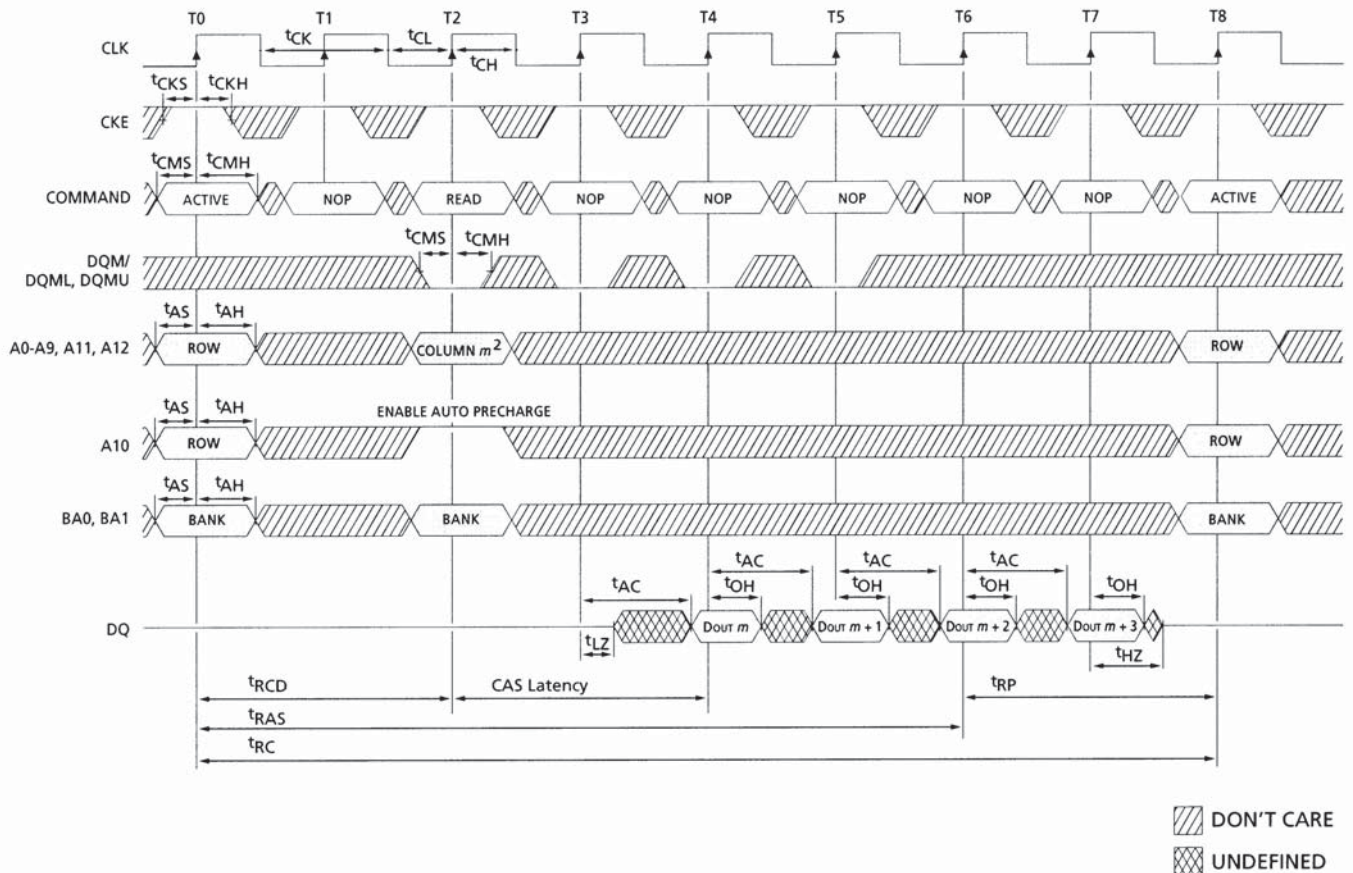 T0 T1 T2 T3 T4 T5 T6 T7 T8
CLK
tCK tCL
tCH
tCKS tCKH
CKE
tCMS tCMH
COMMAND ACTIVE NOP READ NOP NOP NOP NOP NOP ACTIVE
tCMS tCMH
DQM/
DQML, DQMU
tAS tAH
A0-A9, A11, A12 ROW COLUMN m² ROW
tAS tAH ENABLE AUTO PRECHARGE
A10 ROW ROW
tAS tAH
BA0, BA1 BANK BANK BANK
tAC tAC tAC
tAC tOH tOH tOH tOH
DQ DOUT m DOUT m + 1 DOUT m + 2 DOUT m + 3
tLZ tHZ
tRCD CAS Latency tRP
tRAS
tRC
DON'T CARE
UNDEFINED